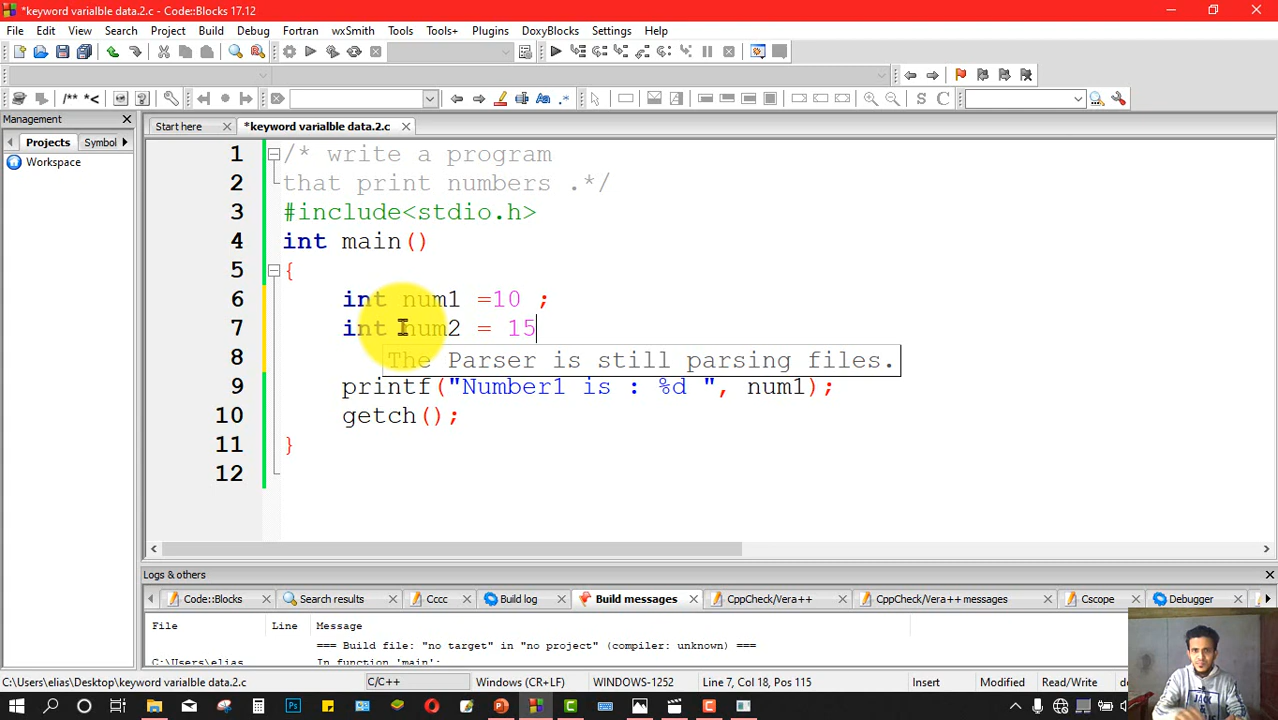 *keyword varialble data.2.c - Code::Blocks 17.12
File Edit View Search Project Build Debug Fortran wxSmith Tools Tools+ Plugins DoxyBlocks Settings Help
/** *<
S C
Management
Start here
*keyword varialble data.2.c
Projects Symbol
Workspace
1 /* write a program
2 that print numbers .*/
3 #include<stdio.h>
4 int main()
5 {
6 int num1 =10 ;
7 int num2 = 15
8 The Parser is still parsing files.
9 printf("Number1 is : %d ", num1);
10 getch();
11 }
12
Logs & others
Code::Blocks Search results Cccc Build log Build messages CppCheck/Vera++ CppCheck/Vera++ messages Cscope Debugger
File Line Message
=== Build file: "no target" in "no project" (compiler: unknown) ===
C:\Users\elias... In function 'main':
C:\Users\elias\Desktop\keyword varialble data.2.c C/C++ Windows (CR+LF) WINDOWS-1252 Line 7, Col 18, Pos 115 Insert Modified Read/Write